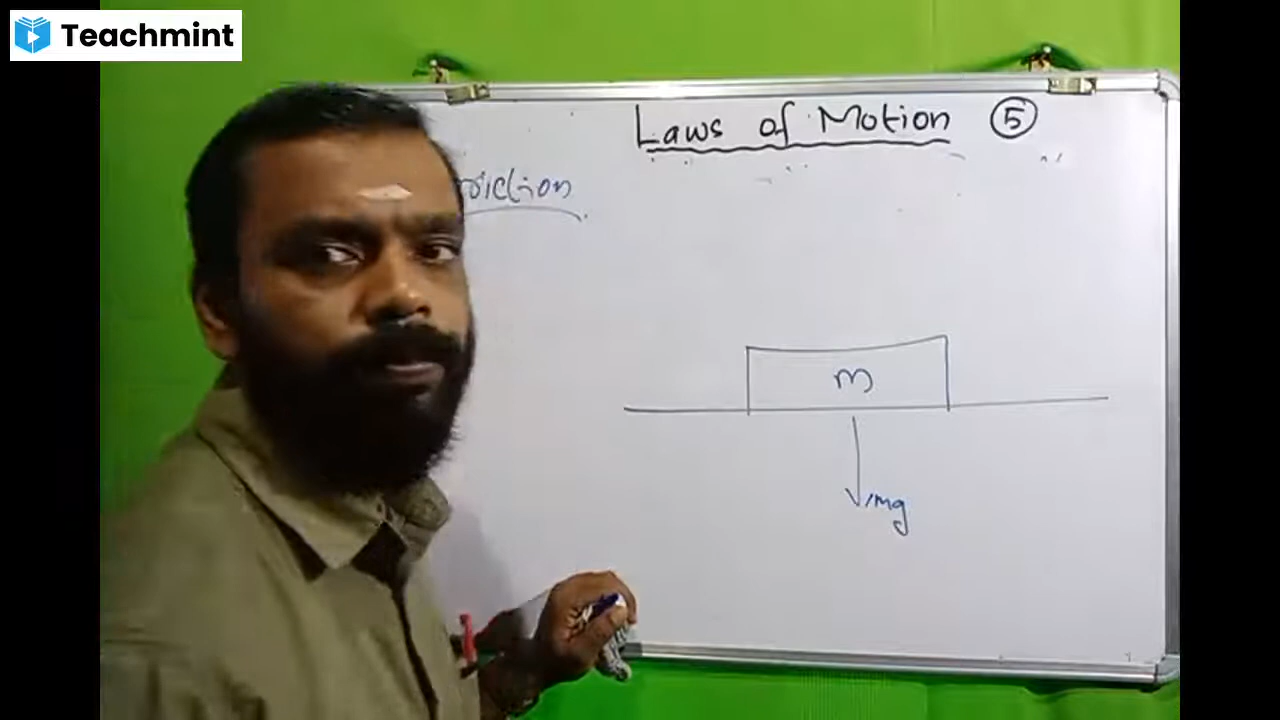 Teachmint
Laws of Motion ⑤
riction
m
mg